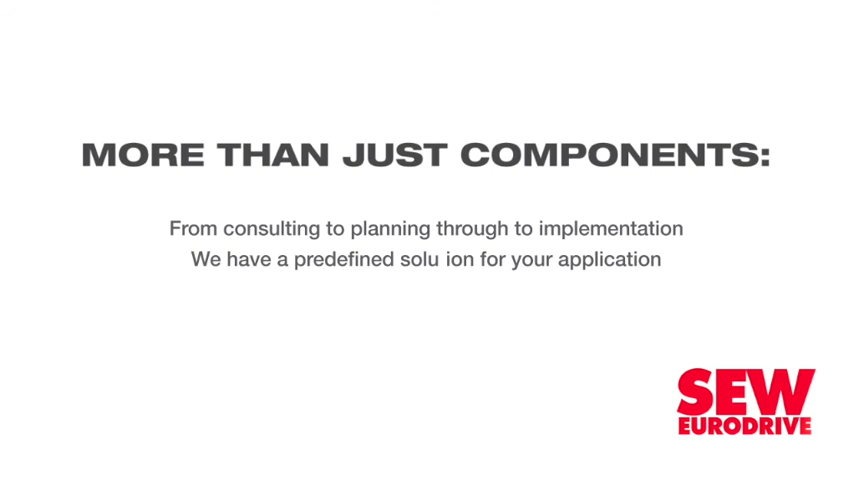 MORE THAN JUST COMPONENTS:
From consulting to planning through to implementation
We have a predefined solu ion for your application
SEW
EURODRIVE